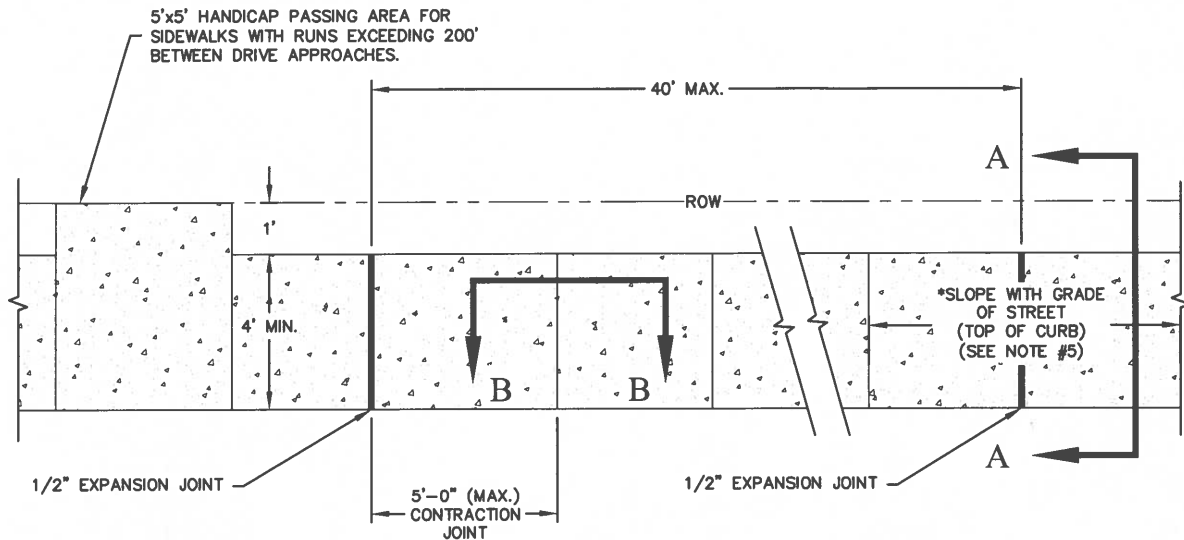 5'x5' HANDICAP PASSING AREA FOR
SIDEWALKS WITH RUNS EXCEEDING 200'
BETWEEN DRIVE APPROACHES.
40' MAX.
A
ROW
1'
4' MIN.
*SLOPE WITH GRADE
OF STREET
(TOP OF CURB)
(SEE NOTE #5)
B
B
A
1/2" EXPANSION JOINT
1/2" EXPANSION JOINT
5'-0" (MAX.)
CONTRACTION
JOINT